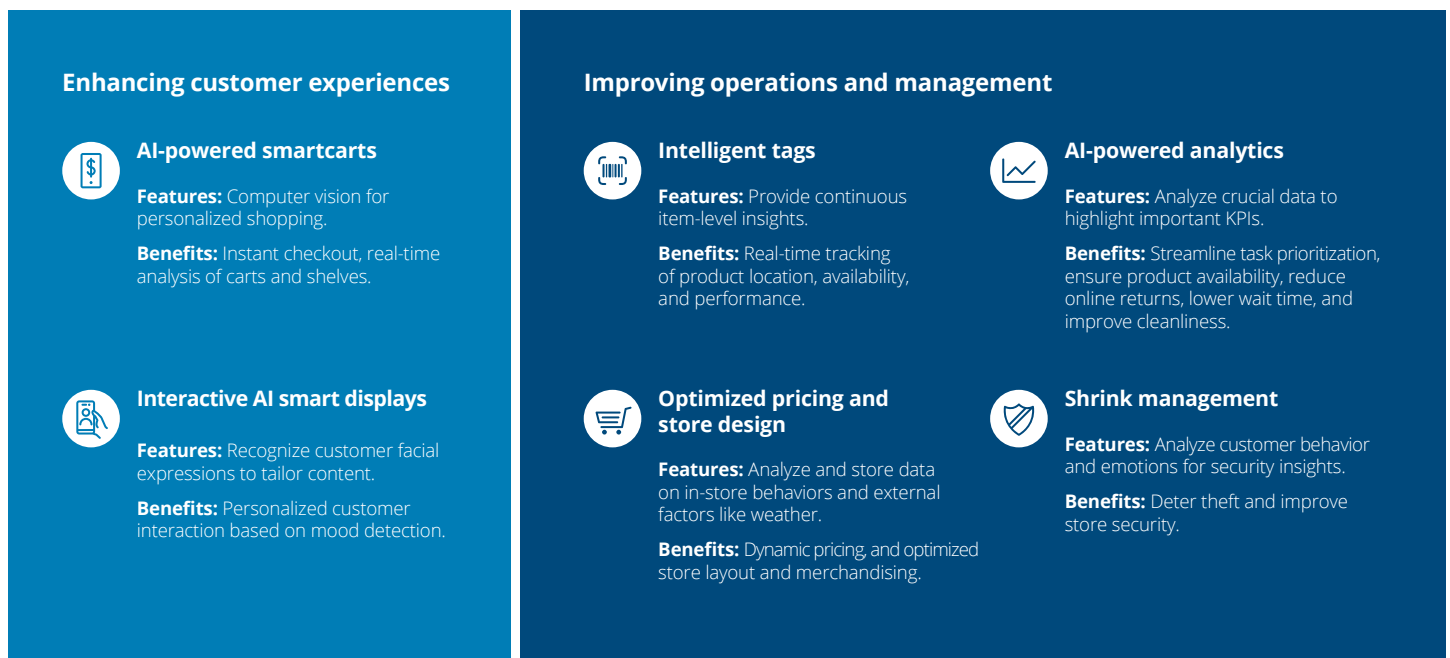 Enhancing customer experiences
AI-powered smartcarts
Features: Computer vision for
personalized shopping.
Benefits: Instant checkout, real-time
analysis of carts and shelves.
Interactive AI smart displays
Features: Recognize customer facial
expressions to tailor content.
Benefits: Personalized customer
interaction based on mood detection.
Improving operations and management
Intelligent tags
Features: Provide continuous
item-level insights.
Benefits: Real-time tracking
of product location, availability,
and performance.
AI-powered analytics
Features: Analyze crucial data to
highlight important KPIs.
Benefits: Streamline task prioritization,
ensure product availability, reduce
online returns, lower wait time, and
improve cleanliness.
Optimized pricing and
store design
Features: Analyze and store data
on in-store behaviors and external
factors like weather.
Benefits: Dynamic pricing, and optimized
store layout and merchandising.
Shrink management
Features: Analyze customer behavior
and emotions for security insights.
Benefits: Deter theft and improve
store security.